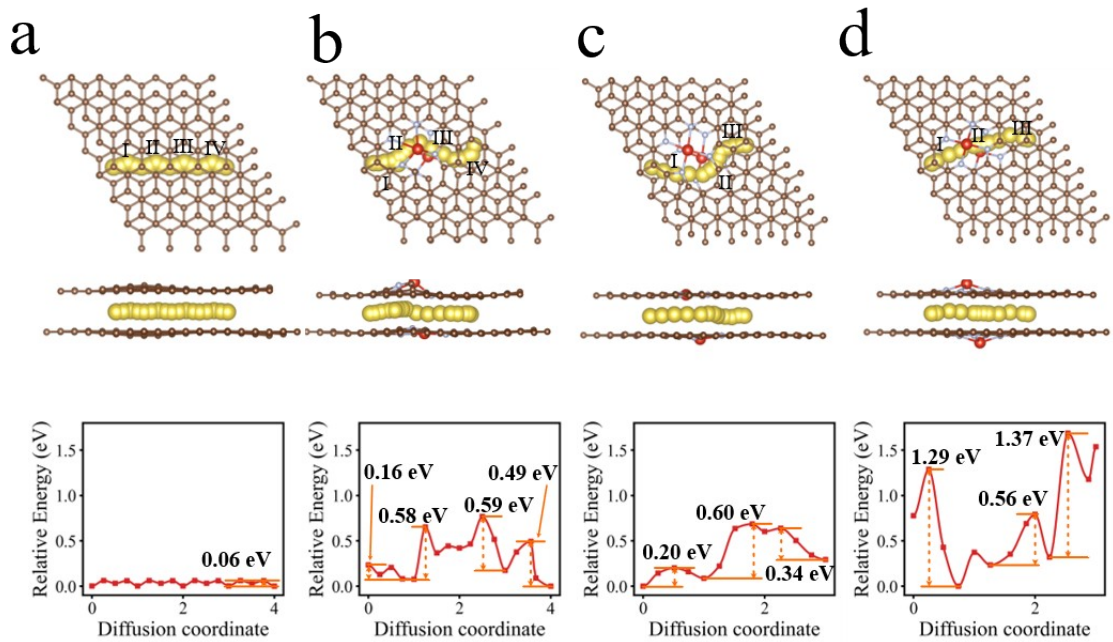 a
b
c
d
I II III IV
I II III IV
I II III
I II III
Relative Energy (eV)
1.5
1.0
0.5
0.0
0.06 eV
0 2 4
Diffusion coordinate
Relative Energy (eV)
1.5
1.0
0.5
0.0
0.16 eV
0.58 eV
0.59 eV
0.49 eV
0 2 4
Diffusion coordinate
Relative Energy (eV)
1.5
1.0
0.5
0.0
0.20 eV
0.60 eV
0.34 eV
0 2
Diffusion coordinate
Relative Energy (eV)
1.5
1.0
0.5
0.0
1.29 eV
0.56 eV
1.37 eV
0 2
Diffusion coordinate